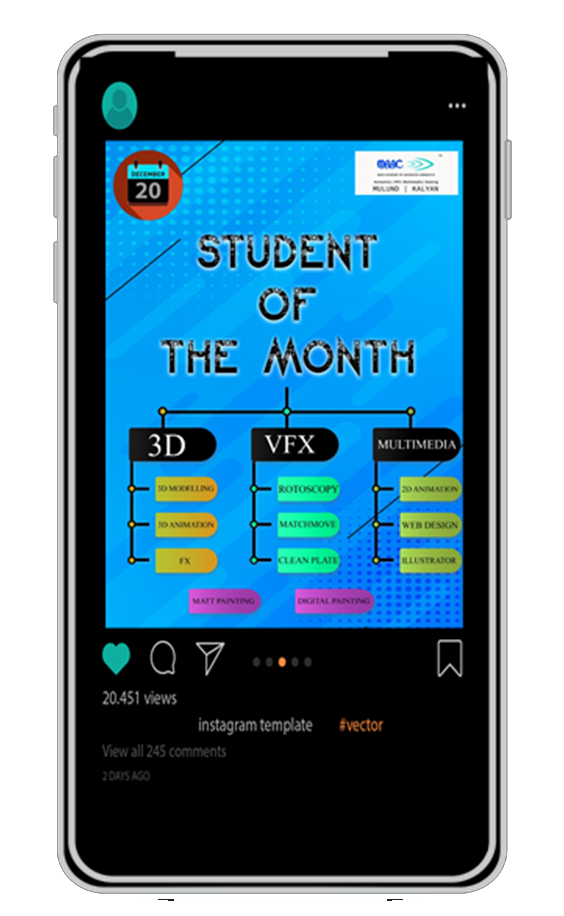 DECEMBER
20
MAAC
MULUND | KALYAN
STUDENT
OF
THE MONTH
3D
VFX
MULTIMEDIA
3D MODELLING
ROTOSCOPY
2D ANIMATION
3D ANIMATION
MATCHMOVE
WEB DESIGN
FX
CLEAN PLATE
ILLUSTRATOR
MATT PAINTING
DIGITAL PAINTING
20.451 views
instagram template #vector
View all 245 comments
2 DAYS AGO